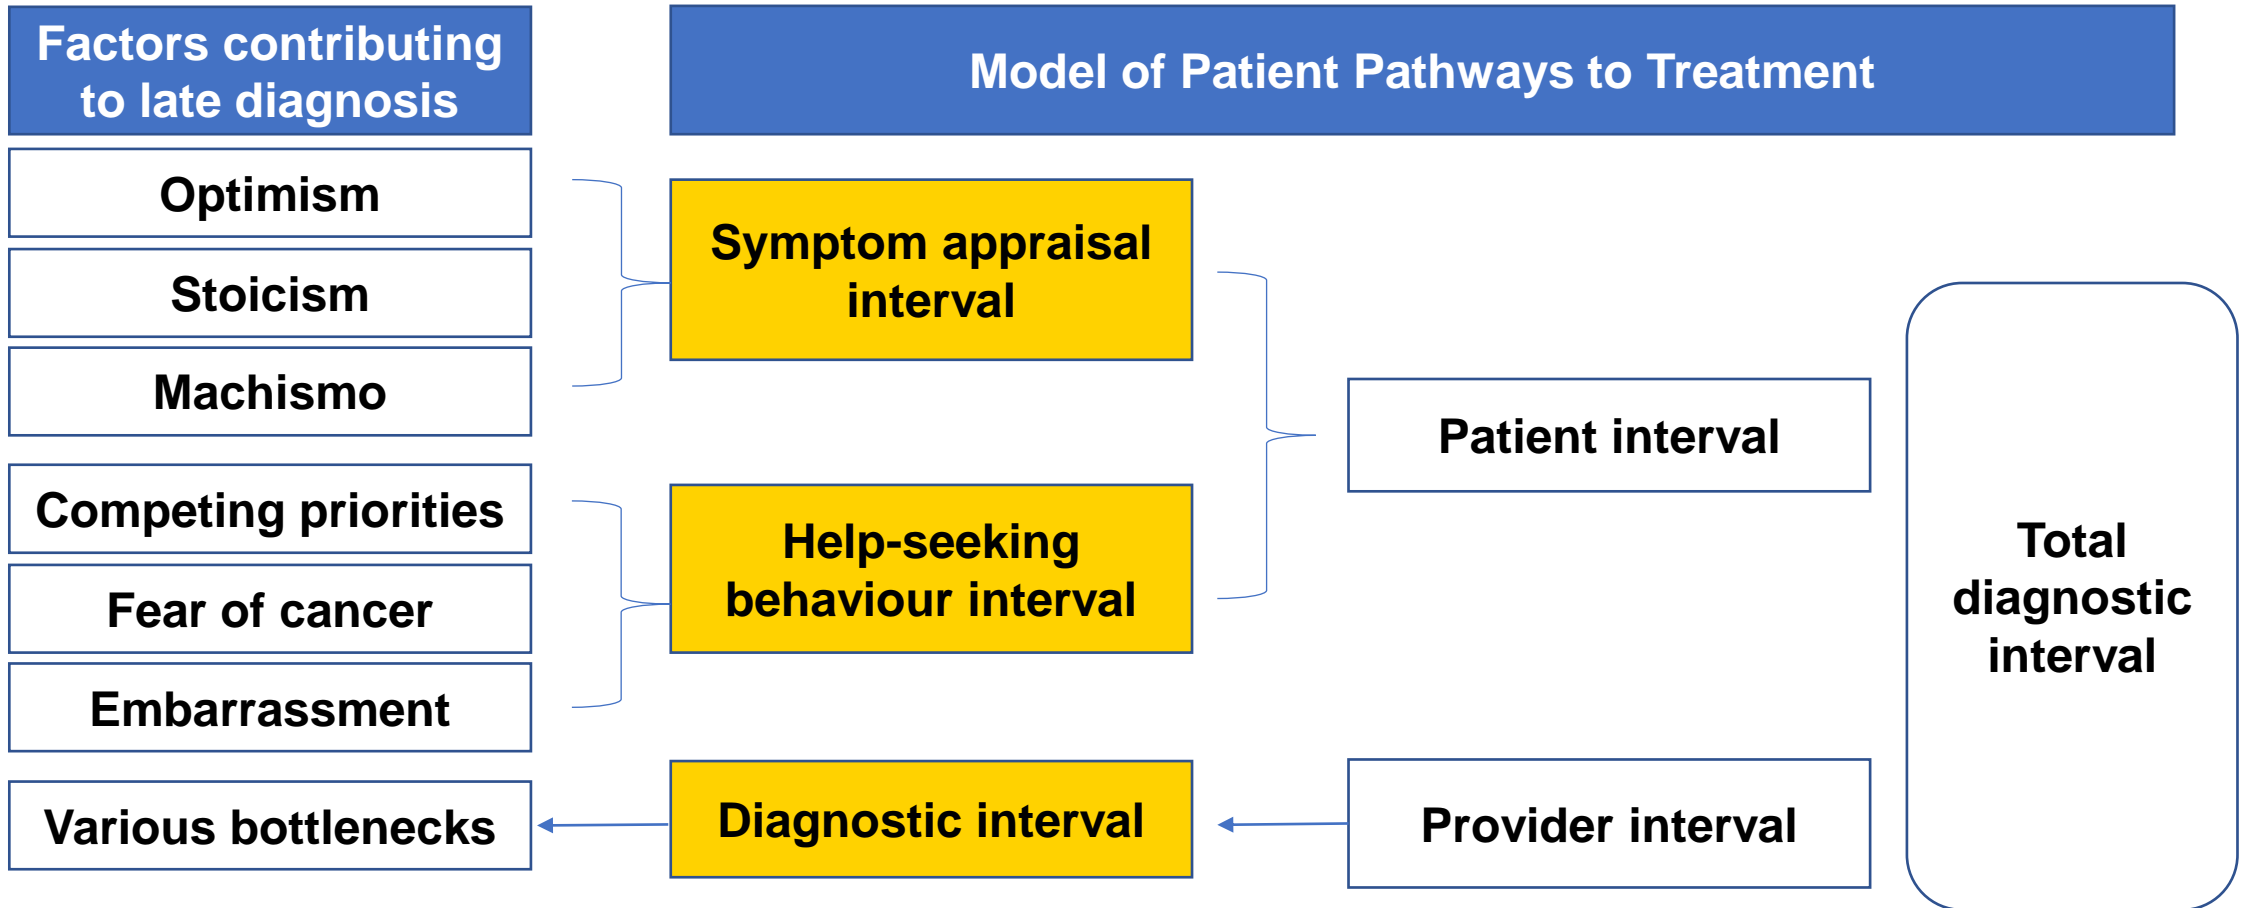 Factors contributing
to late diagnosis
Model of Patient Pathways to Treatment
Optimism
Stoicism
Machismo
Competing priorities
Fear of cancer
Embarrassment
Various bottlenecks
Symptom appraisal
interval
Help-seeking
behaviour interval
Diagnostic interval
Patient interval
Provider interval
Total
diagnostic
interval